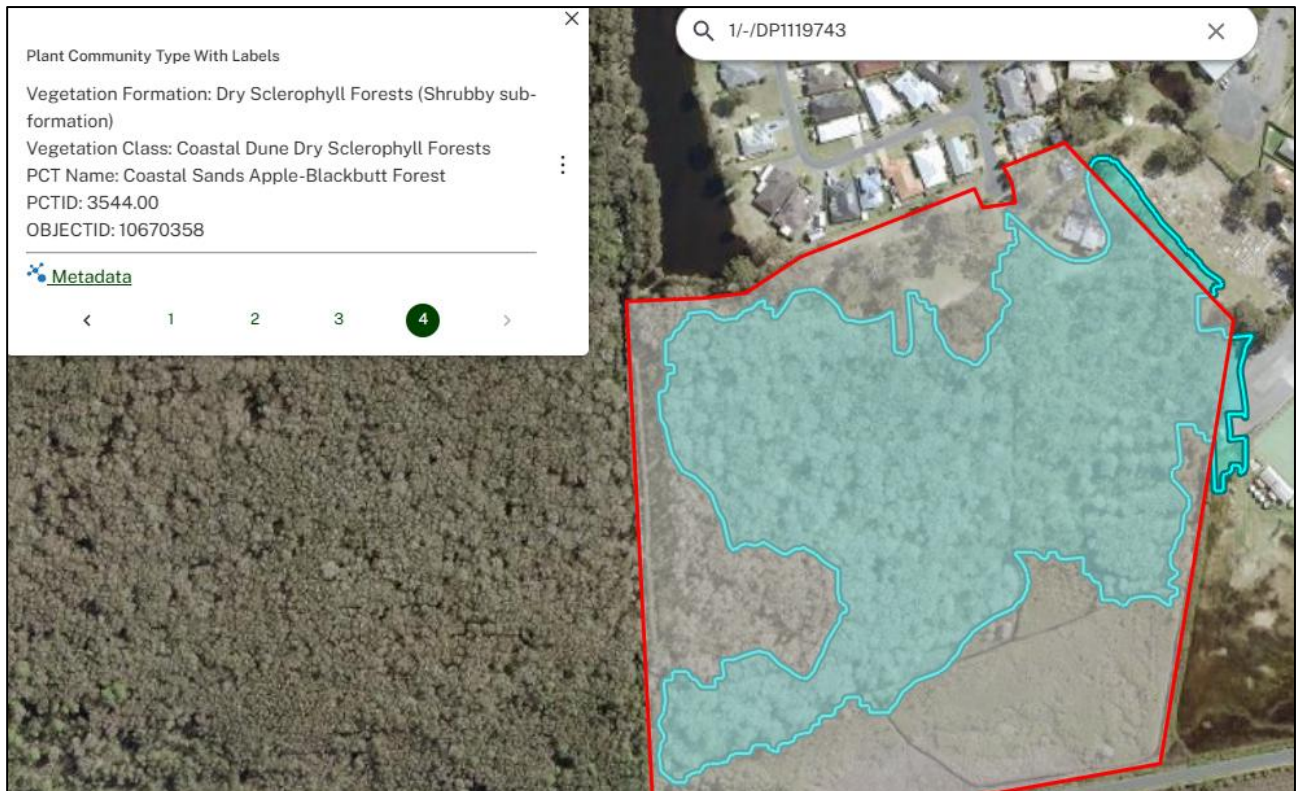 Plant Community Type With Labels
Vegetation Formation: Dry Sclerophyll Forests (Shrubby sub-
formation)
Vegetation Class: Coastal Dune Dry Sclerophyll Forests
PCT Name: Coastal Sands Apple-Blackbutt Forest
PCTID: 3544.00
OBJECTID: 10670358
Metadata
1 2 3 4
1/-/DP1119743